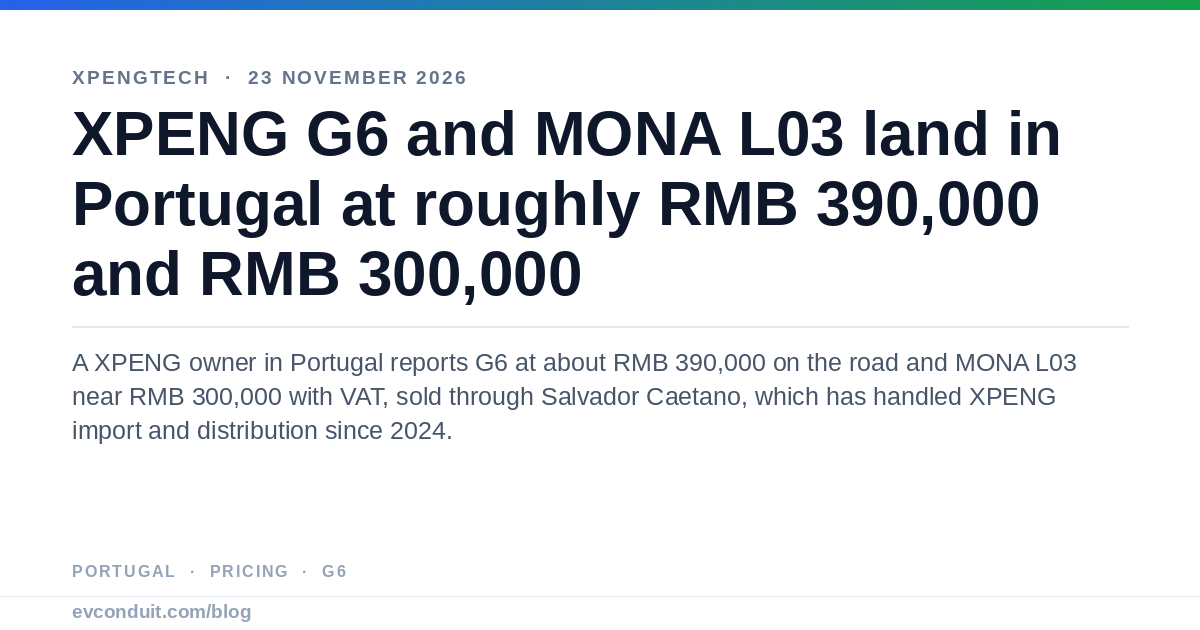 XPENGTECH · 23 NOVEMBER 2026
XPENG G6 and MONA L03 land in
Portugal at roughly RMB 390,000
and RMB 300,000
A XPENG owner in Portugal reports G6 at about RMB 390,000 on the road and MONA L03
near RMB 300,000 with VAT, sold through Salvador Caetano, which has handled XPENG
import and distribution since 2024.
PORTUGAL · PRICING · G6
evconduit.com/blog